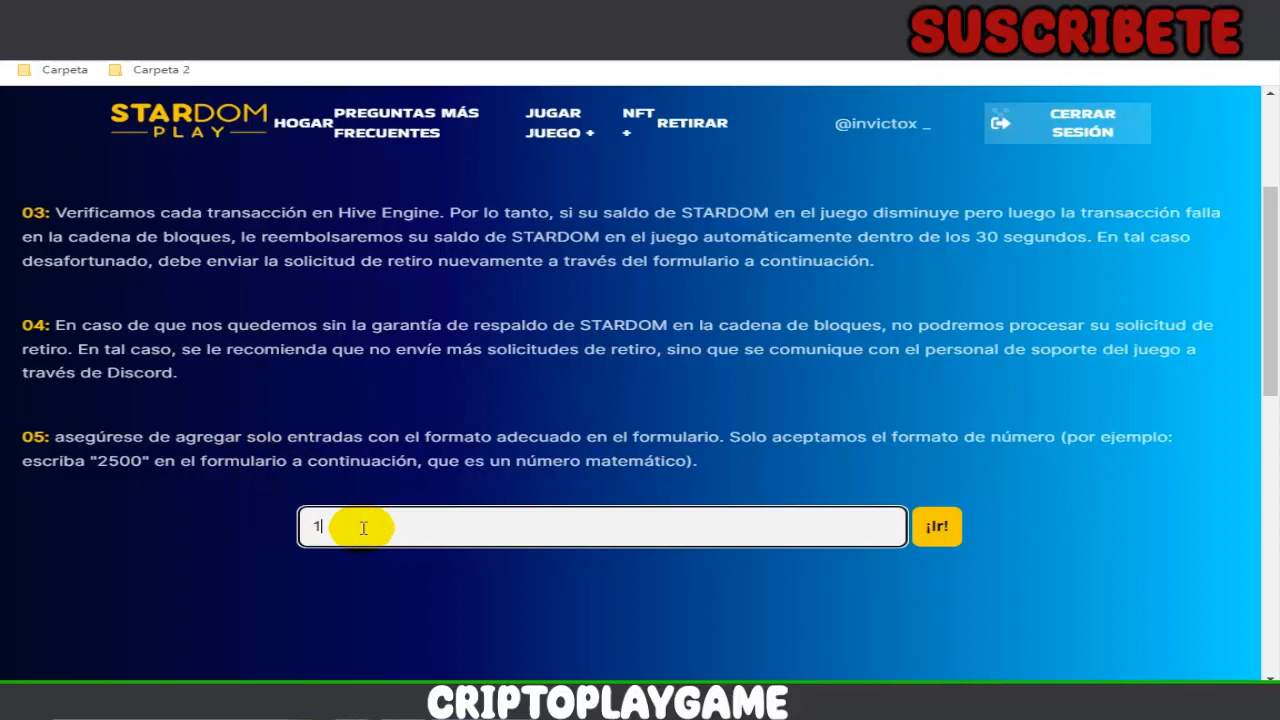 SUSCRIBETE
Carpeta Carpeta 2
STARDOM
PLAY
HOGAR
PREGUNTAS MÁS
FRECUENTES
JUGAR
JUEGO +
NFT
+
RETIRAR
@invictox _
CERRAR
SESIÓN
03: Verificamos cada transacción en Hive Engine. Por lo tanto, si su saldo de STARDOM en el juego disminuye pero luego la transacción falla
en la cadena de bloques, le reembolsaremos su saldo de STARDOM en el juego automáticamente dentro de los 30 segundos. En tal caso
desafortunado, debe enviar la solicitud de retiro nuevamente a través del formulario a continuación.
04: En caso de que nos quedemos sin la garantía de respaldo de STARDOM en la cadena de bloques, no podremos procesar su solicitud de
retiro. En tal caso, se le recomienda que no envíe más solicitudes de retiro, sino que se comunique con el personal de soporte del juego a
través de Discord.
05: asegúrese de agregar solo entradas con el formato adecuado en el formulario. Solo aceptamos el formato de número (por ejemplo:
escriba "2500" en el formulario a continuación, que es un número matemático).
1
¡Ir!
CRIPTOPLAYGAME